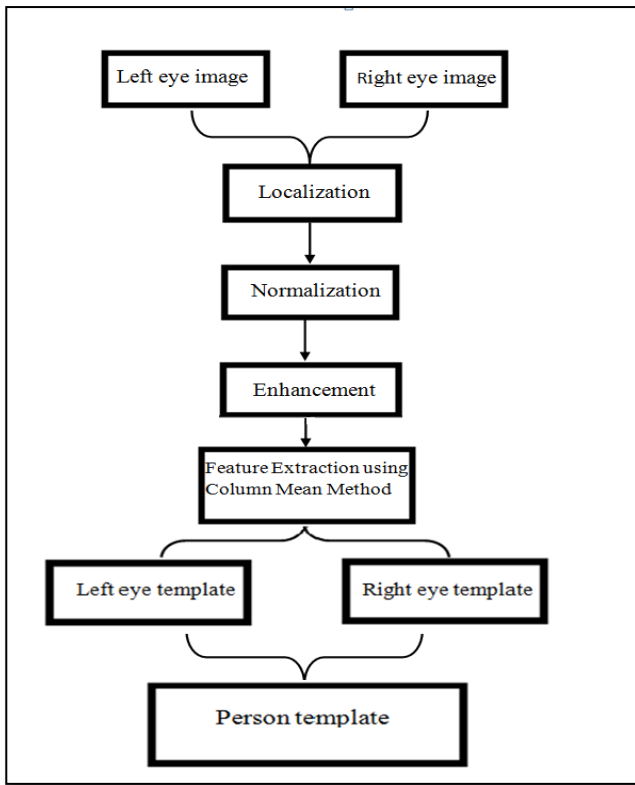 Left eye image
Right eye image
Localization
Normalization
Enhancement
Feature Extraction using
Column Mean Method
Left eye template
Right eye template
Person template